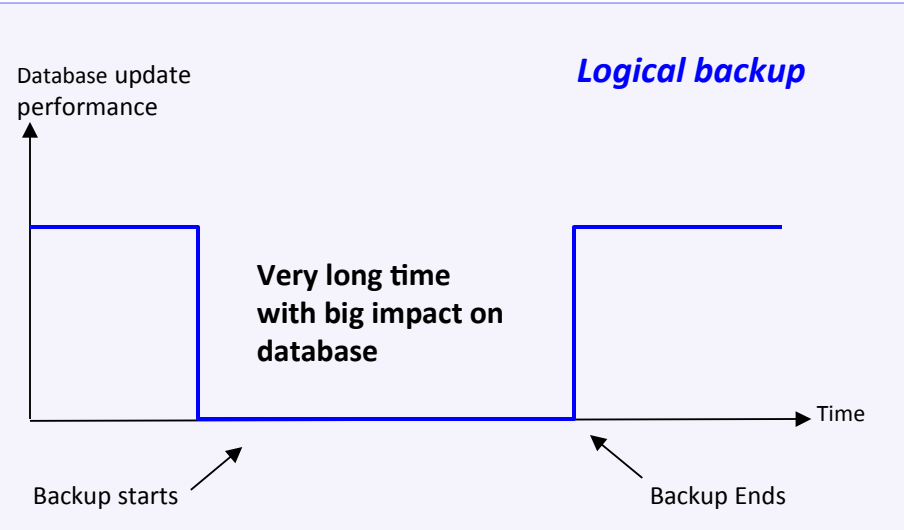 Logical backup
Database update
performance
Very long time
with big impact on
database
Time
Backup starts
Backup Ends